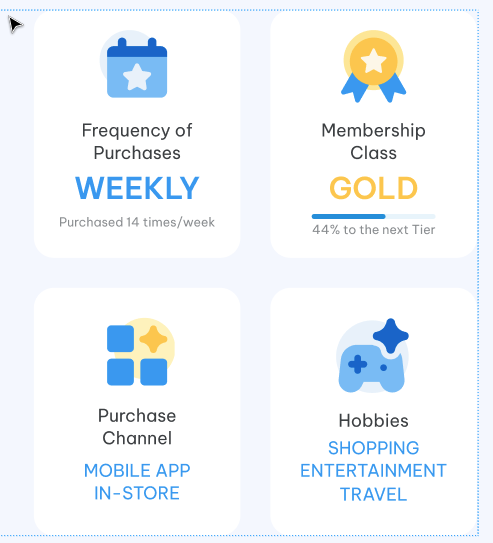 Frequency of
Purchases
WEEKLY
Purchased 14 times/week
Membership
Class
GOLD
44% to the next Tier
Purchase
Channel
MOBILE APP
IN-STORE
Hobbies
SHOPPING
ENTERTAINMENT
TRAVEL